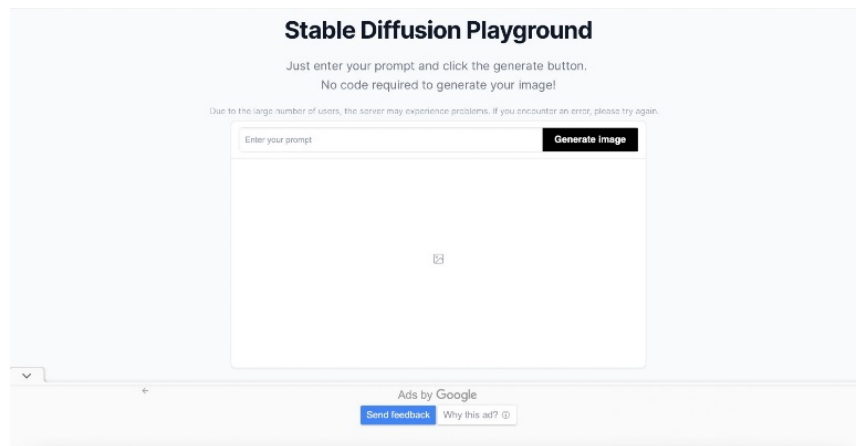 Stable Diffusion Playground
Just enter your prompt and click the generate button.
No code required to generate your image!
Due to the large number of users, the server may experience problems. If you encounter an error, please try again.
Enter your prompt
Generate image
Ads by Google
Send feedback
Why this ad?